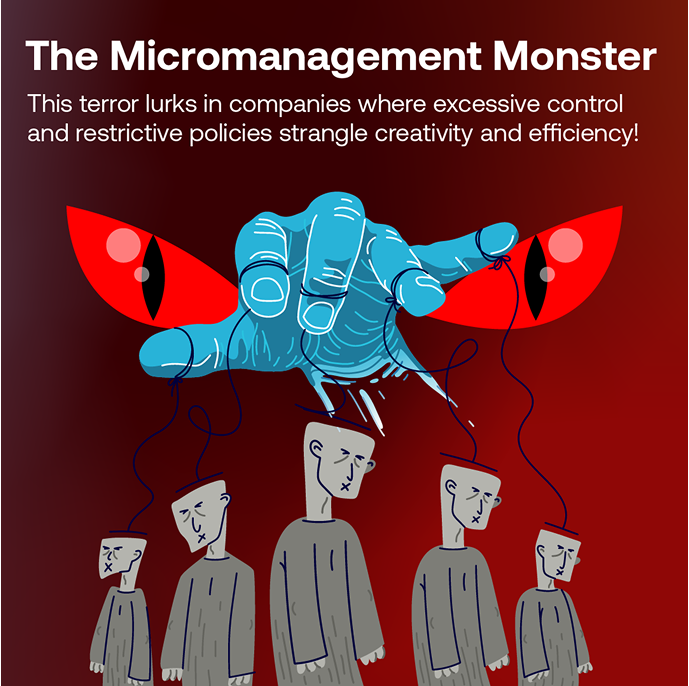 The Micromanagement Monster
This terror lurks in companies where excessive control
and restrictive policies strangle creativity and efficiency!